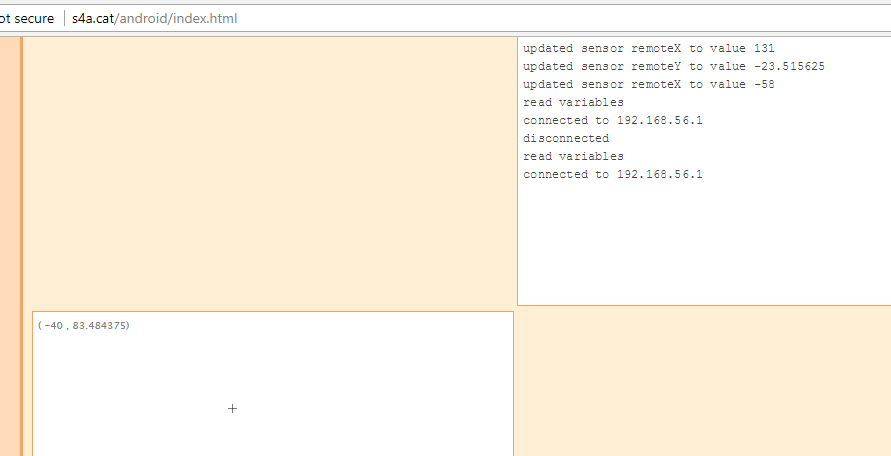 ot secure | s4a.cat/android/index.html
updated sensor remoteX to value 131
updated sensor remoteY to value -23.515625
updated sensor remoteX to value -58
read variables
connected to 192.168.56.1
disconnected
read variables
connected to 192.168.56.1
(-40 , 83.484375)